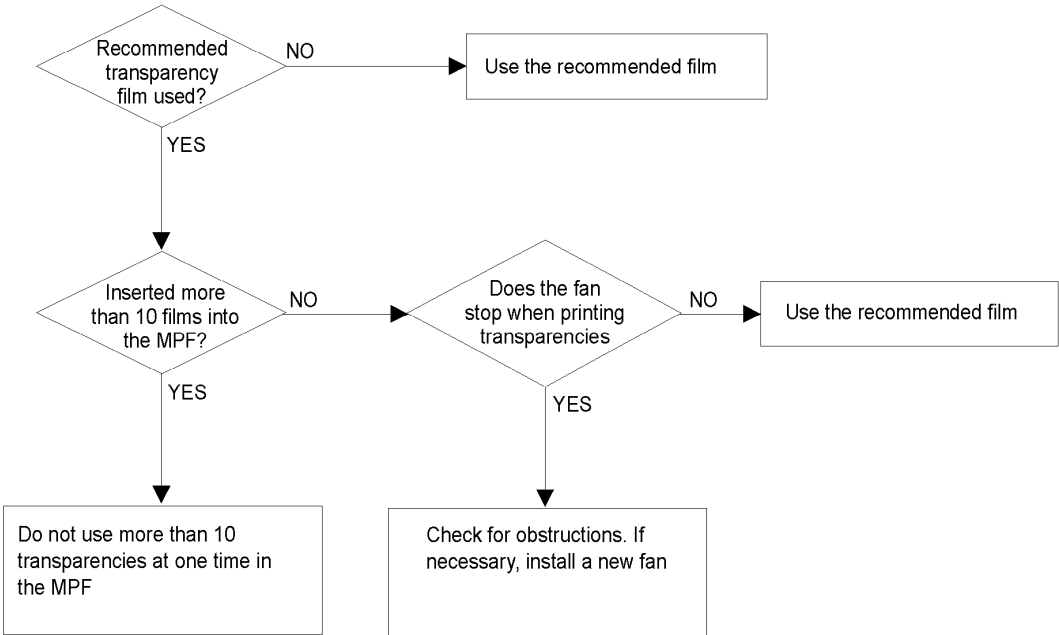 Recommended
transparency
film used?
NO
Use the recommended film
YES
Inserted more
than 10 films into
the MPF?
NO
Does the fan
stop when printing
transparencies
NO
Use the recommended film
YES
Do not use more than 10
transparencies at one time in
the MPF
YES
Check for obstructions. If
necessary, install a new fan